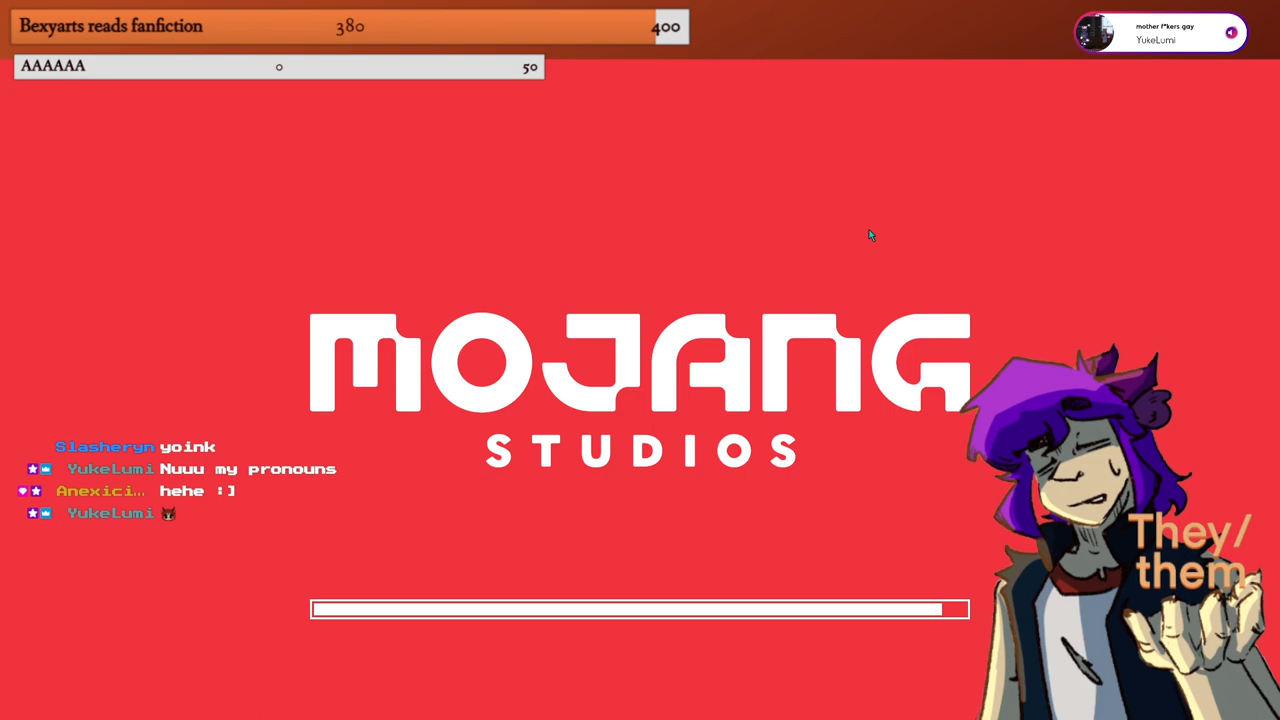 Bexyarts reads fanfiction 380 400
mother f*kers gay
YukeLumi
AAAAAA 0 50
MOJANG
STUDIOS
Slasheryn yoink
YukeLumi Nuuu my pronouns
Anexici... hehe :]
YukeLumi
They/
them